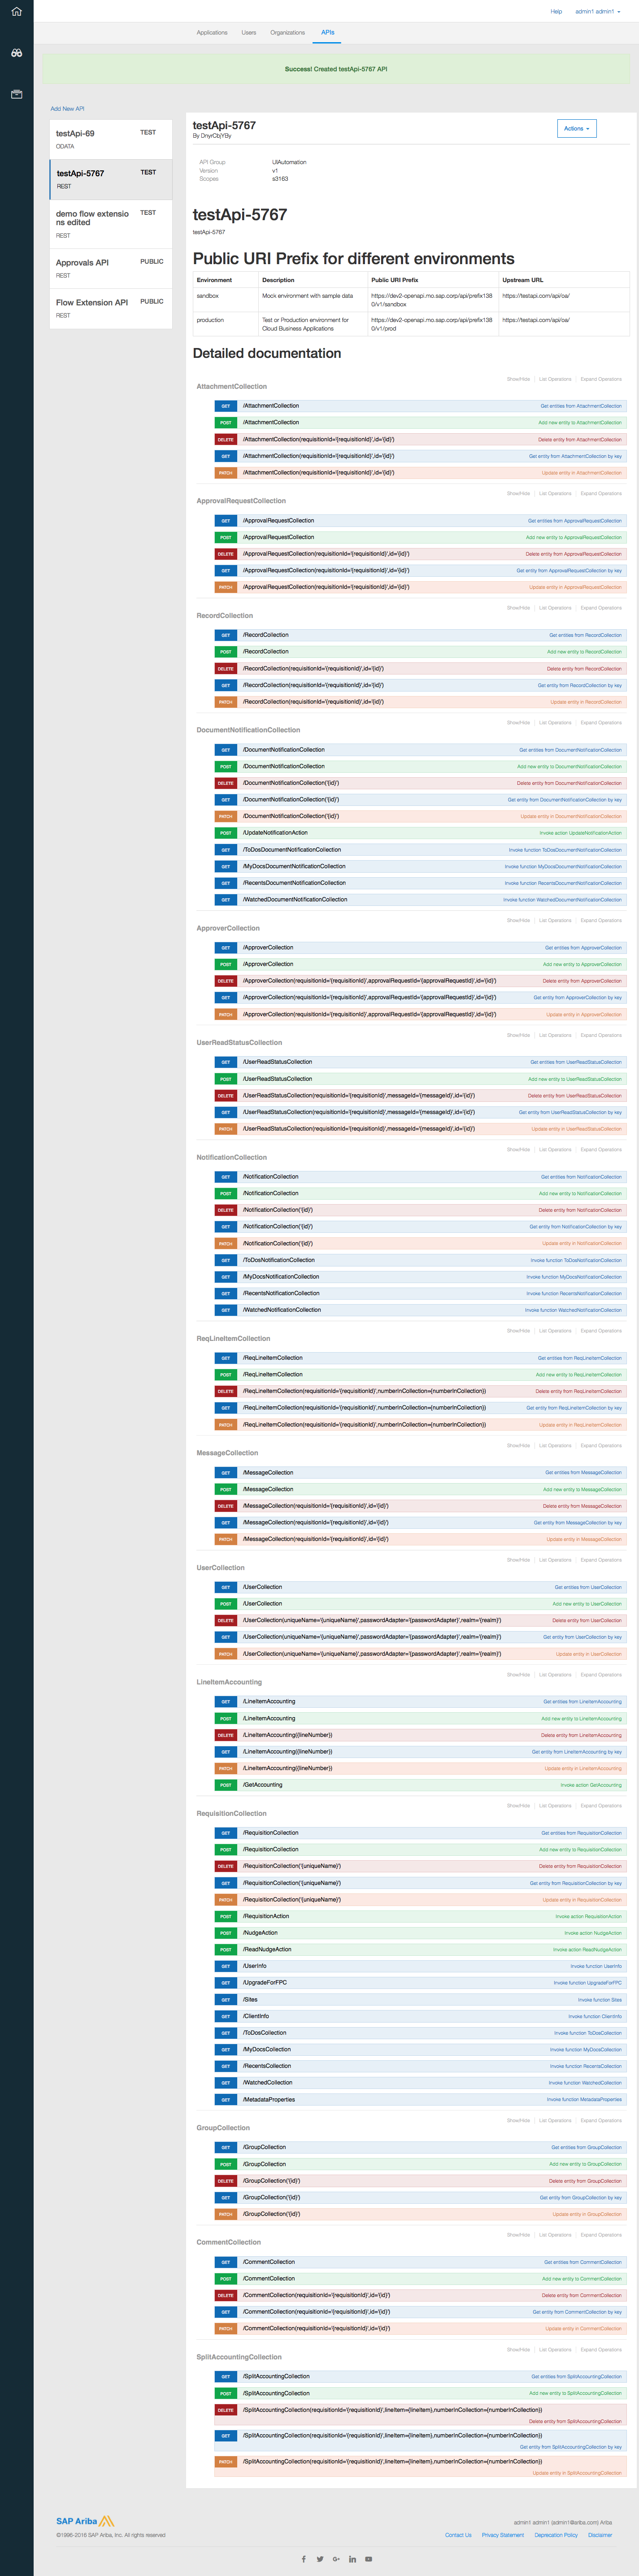 Help admin1 admin1
Applications Users Organizations APIs
Success! Created testApi-5767 API
Add New API
testApi-69 TEST
ODATA
testApi-5767 TEST
REST
demo flow extensio TEST
ns edited
REST
Approvals API PUBLIC
REST
Flow Extension API PUBLIC
REST
testApi-5767
By DnyrCbjYBy
Actions
API Group UIAutomation
Version v1
Scopes s3163
testApi-5767
testApi-5767
Public URI Prefix for different environments
Environment Description Public URI Prefix Upstream URL
sandbox Mock environment with sample data https://dev2-openapi.mo.sap.corp/api/prefix138 https://testapi.com/api/oa/
0/v1/sandbox
production Test or Production environment for https://dev2-openapi.mo.sap.corp/api/prefix138 https://testapi.com/api/oa/
Cloud Business Applications 0/v1/prod
Detailed documentation
AttachmentCollection Show/Hide List Operations Expand Operations
GET /AttachmentCollection Get entities from AttachmentCollection
POST /AttachmentCollection Add new entity to AttachmentCollection
DELETE /AttachmentCollection(requisitionId='{requisitionId}',id='{id}') Delete entity from AttachmentCollection
GET /AttachmentCollection(requisitionId='{requisitionId}',id='{id}') Get entity from AttachmentCollection by key
PATCH /AttachmentCollection(requisitionId='{requisitionId}',id='{id}') Update entity in AttachmentCollection
ApprovalRequestCollection Show/Hide List Operations Expand Operations
GET /ApprovalRequestCollection Get entities from ApprovalRequestCollection
POST /ApprovalRequestCollection Add new entity to ApprovalRequestCollection
DELETE /ApprovalRequestCollection(requisitionId='{requisitionId}',id='{id}') Delete entity from ApprovalRequestCollection
GET /ApprovalRequestCollection(requisitionId='{requisitionId}',id='{id}') Get entity from ApprovalRequestCollection by key
PATCH /ApprovalRequestCollection(requisitionId='{requisitionId}',id='{id}') Update entity in ApprovalRequestCollection
RecordCollection Show/Hide List Operations Expand Operations
GET /RecordCollection Get entities from RecordCollection
POST /RecordCollection Add new entity to RecordCollection
DELETE /RecordCollection(requisitionId='{requisitionId}',id='{id}') Delete entity from RecordCollection
GET /RecordCollection(requisitionId='{requisitionId}',id='{id}') Get entity from RecordCollection by key
PATCH /RecordCollection(requisitionId='{requisitionId}',id='{id}') Update entity in RecordCollection
DocumentNotificationCollection Show/Hide List Operations Expand Operations
GET /DocumentNotificationCollection Get entities from DocumentNotificationCollection
POST /DocumentNotificationCollection Add new entity to DocumentNotificationCollection
DELETE /DocumentNotificationCollection('{id}') Delete entity from DocumentNotificationCollection
GET /DocumentNotificationCollection('{id}') Get entity from DocumentNotificationCollection by key
PATCH /DocumentNotificationCollection('{id}') Update entity in DocumentNotificationCollection
POST /UpdateNotificationAction Invoke action UpdateNotificationAction
GET /ToDosDocumentNotificationCollection Invoke function ToDosDocumentNotificationCollection
GET /MyDocsDocumentNotificationCollection Invoke function MyDocsDocumentNotificationCollection
GET /RecentsDocumentNotificationCollection Invoke function RecentsDocumentNotificationCollection
GET /WatchedDocumentNotificationCollection Invoke function WatchedDocumentNotificationCollection
ApproverCollection Show/Hide List Operations Expand Operations
GET /ApproverCollection Get entities from ApproverCollection
POST /ApproverCollection Add new entity to ApproverCollection
DELETE /ApproverCollection(requisitionId='{requisitionId}',approvalRequestId='{approvalRequestId}',id='{id}') Delete entity from ApproverCollection
GET /ApproverCollection(requisitionId='{requisitionId}',approvalRequestId='{approvalRequestId}',id='{id}') Get entity from ApproverCollection by key
PATCH /ApproverCollection(requisitionId='{requisitionId}',approvalRequestId='{approvalRequestId}',id='{id}') Update entity in ApproverCollection
UserReadStatusCollection Show/Hide List Operations Expand Operations
GET /UserReadStatusCollection Get entities from UserReadStatusCollection
POST /UserReadStatusCollection Add new entity to UserReadStatusCollection
DELETE /UserReadStatusCollection(requisitionId='{requisitionId}',messageId='{messageId}',id='{id}') Delete entity from UserReadStatusCollection
GET /UserReadStatusCollection(requisitionId='{requisitionId}',messageId='{messageId}',id='{id}') Get entity from UserReadStatusCollection by key
PATCH /UserReadStatusCollection(requisitionId='{requisitionId}',messageId='{messageId}',id='{id}') Update entity in UserReadStatusCollection
NotificationCollection Show/Hide List Operations Expand Operations
GET /NotificationCollection Get entities from NotificationCollection
POST /NotificationCollection Add new entity to NotificationCollection
DELETE /NotificationCollection('{id}') Delete entity from NotificationCollection
GET /NotificationCollection('{id}') Get entity from NotificationCollection by key
PATCH /NotificationCollection('{id}') Update entity in NotificationCollection
GET /ToDosNotificationCollection Invoke function ToDosNotificationCollection
GET /MyDocsNotificationCollection Invoke function MyDocsNotificationCollection
GET /RecentsNotificationCollection Invoke function RecentsNotificationCollection
GET /WatchedNotificationCollection Invoke function WatchedNotificationCollection
ReqLineItemCollection Show/Hide List Operations Expand Operations
GET /ReqLineItemCollection Get entities from ReqLineItemCollection
POST /ReqLineItemCollection Add new entity to ReqLineItemCollection
DELETE /ReqLineItemCollection(requisitionId='{requisitionId}',numberInCollection={numberInCollection}) Delete entity from ReqLineItemCollection
GET /ReqLineItemCollection(requisitionId='{requisitionId}',numberInCollection={numberInCollection}) Get entity from ReqLineItemCollection by key
PATCH /ReqLineItemCollection(requisitionId='{requisitionId}',numberInCollection={numberInCollection}) Update entity in ReqLineItemCollection
MessageCollection Show/Hide List Operations Expand Operations
GET /MessageCollection Get entities from MessageCollection
POST /MessageCollection Add new entity to MessageCollection
DELETE /MessageCollection(requisitionId='{requisitionId}',id='{id}') Delete entity from MessageCollection
GET /MessageCollection(requisitionId='{requisitionId}',id='{id}') Get entity from MessageCollection by key
PATCH /MessageCollection(requisitionId='{requisitionId}',id='{id}') Update entity in MessageCollection
UserCollection Show/Hide List Operations Expand Operations
GET /UserCollection Get entities from UserCollection
POST /UserCollection Add new entity to UserCollection
DELETE /UserCollection(uniqueName='{uniqueName}',passwordAdapter='{passwordAdapter}',realm='{realm}') Delete entity from UserCollection
GET /UserCollection(uniqueName='{uniqueName}',passwordAdapter='{passwordAdapter}',realm='{realm}') Get entity from UserCollection by key
PATCH /UserCollection(uniqueName='{uniqueName}',passwordAdapter='{passwordAdapter}',realm='{realm}') Update entity in UserCollection
LineItemAccounting Show/Hide List Operations Expand Operations
GET /LineItemAccounting Get entities from LineItemAccounting
POST /LineItemAccounting Add new entity to LineItemAccounting
DELETE /LineItemAccounting({lineNumber}) Delete entity from LineItemAccounting
GET /LineItemAccounting({lineNumber}) Get entity from LineItemAccounting by key
PATCH /LineItemAccounting({lineNumber}) Update entity in LineItemAccounting
POST /GetAccounting Invoke action GetAccounting
RequisitionCollection Show/Hide List Operations Expand Operations
GET /RequisitionCollection Get entities from RequisitionCollection
POST /RequisitionCollection Add new entity to RequisitionCollection
DELETE /RequisitionCollection('{uniqueName}') Delete entity from RequisitionCollection
GET /RequisitionCollection('{uniqueName}') Get entity from RequisitionCollection by key
PATCH /RequisitionCollection('{uniqueName}') Update entity in RequisitionCollection
POST /RequisitionAction Invoke action RequisitionAction
POST /NudgeAction Invoke action NudgeAction
POST /ReadNudgeAction Invoke action ReadNudgeAction
GET /UserInfo Invoke function UserInfo
GET /UpgradeForFPC Invoke function UpgradeForFPC
GET /Sites Invoke function Sites
GET /ClientInfo Invoke function ClientInfo
GET /ToDosCollection Invoke function ToDosCollection
GET /MyDocsCollection Invoke function MyDocsCollection
GET /RecentsCollection Invoke function RecentsCollection
GET /WatchedCollection Invoke function WatchedCollection
GET /MetadataProperties Invoke function MetadataProperties
GroupCollection Show/Hide List Operations Expand Operations
GET /GroupCollection Get entities from GroupCollection
POST /GroupCollection Add new entity to GroupCollection
DELETE /GroupCollection('{id}') Delete entity from GroupCollection
GET /GroupCollection('{id}') Get entity from GroupCollection by key
PATCH /GroupCollection('{id}') Update entity in GroupCollection
CommentCollection Show/Hide List Operations Expand Operations
GET /CommentCollection Get entities from CommentCollection
POST /CommentCollection Add new entity to CommentCollection
DELETE /CommentCollection(requisitionId='{requisitionId}',id='{id}') Delete entity from CommentCollection
GET /CommentCollection(requisitionId='{requisitionId}',id='{id}') Get entity from CommentCollection by key
PATCH /CommentCollection(requisitionId='{requisitionId}',id='{id}') Update entity in CommentCollection
SplitAccountingCollection Show/Hide List Operations Expand Operations
GET /SplitAccountingCollection Get entities from SplitAccountingCollection
POST /SplitAccountingCollection Add new entity to SplitAccountingCollection
DELETE /SplitAccountingCollection(requisitionId='{requisitionId}',lineItem={lineItem},numberInCollection={numberInCollection})
Delete entity from SplitAccountingCollection
GET /SplitAccountingCollection(requisitionId='{requisitionId}',lineItem={lineItem},numberInCollection={numberInCollection})
Get entity from SplitAccountingCollection by key
PATCH /SplitAccountingCollection(requisitionId='{requisitionId}',lineItem={lineItem},numberInCollection={numberInCollection})
Update entity in SplitAccountingCollection
SAP Ariba admin1 admin1 (admin1@ariba.com) Ariba
©1996-2016 SAP Ariba, Inc. All rights reserved Contact Us Privacy Statement Deprecation Policy Disclaimer